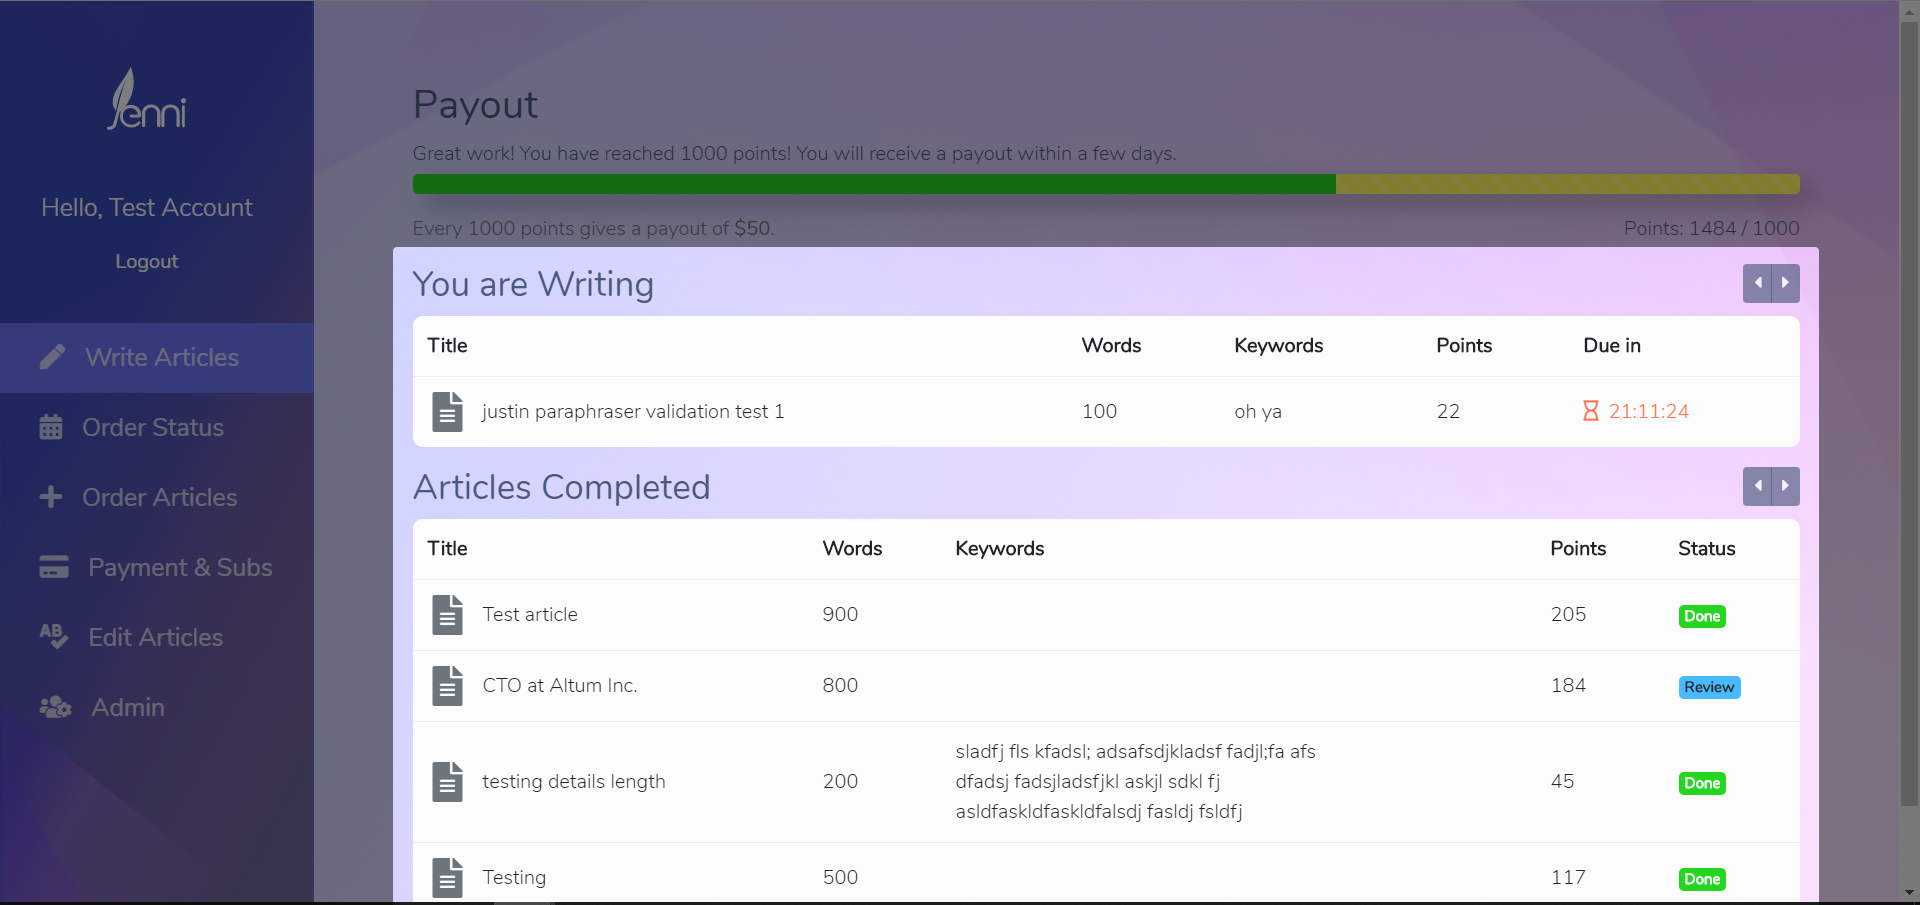 Jenni
Hello, Test Account
Logout
Write Articles
Order Status
Order Articles
Payment & Subs
Edit Articles
Admin
Payout
Great work! You have reached 1000 points! You will receive a payout within a few days.
Every 1000 points gives a payout of $50. Points: 1484 / 1000
You are Writing
Title Words Keywords Points Due in
justin paraphraser validation test 1 100 oh ya 22 21:11:24
Articles Completed
Title Words Keywords Points Status
Test article 900 205 Done
CTO at Altum Inc. 800 184 Review
sladfj fls kfadsl; adsafsdjkladsf fadjl;fa afs
testing details length 200 dfadsj fadsjladsfjkl askjl sdkl fj 45 Done
asldfaskldfaskldfalsdj fasldj fsldfj
Testing 500 117 Done